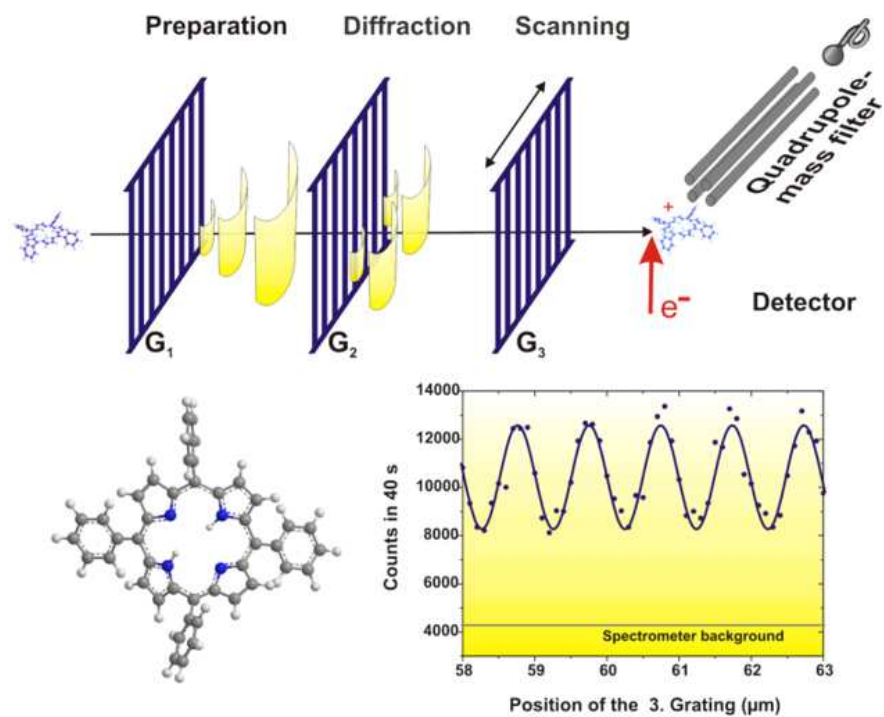 Preparation Diffraction Scanning
Quadrupole-
mass filter
+
e-
Detector
G1
G2
G3
14000
12000
10000
8000
6000
4000
Counts in 40 s
Spectrometer background
58 59 60 61 62 63
Position of the 3. Grating (µm)